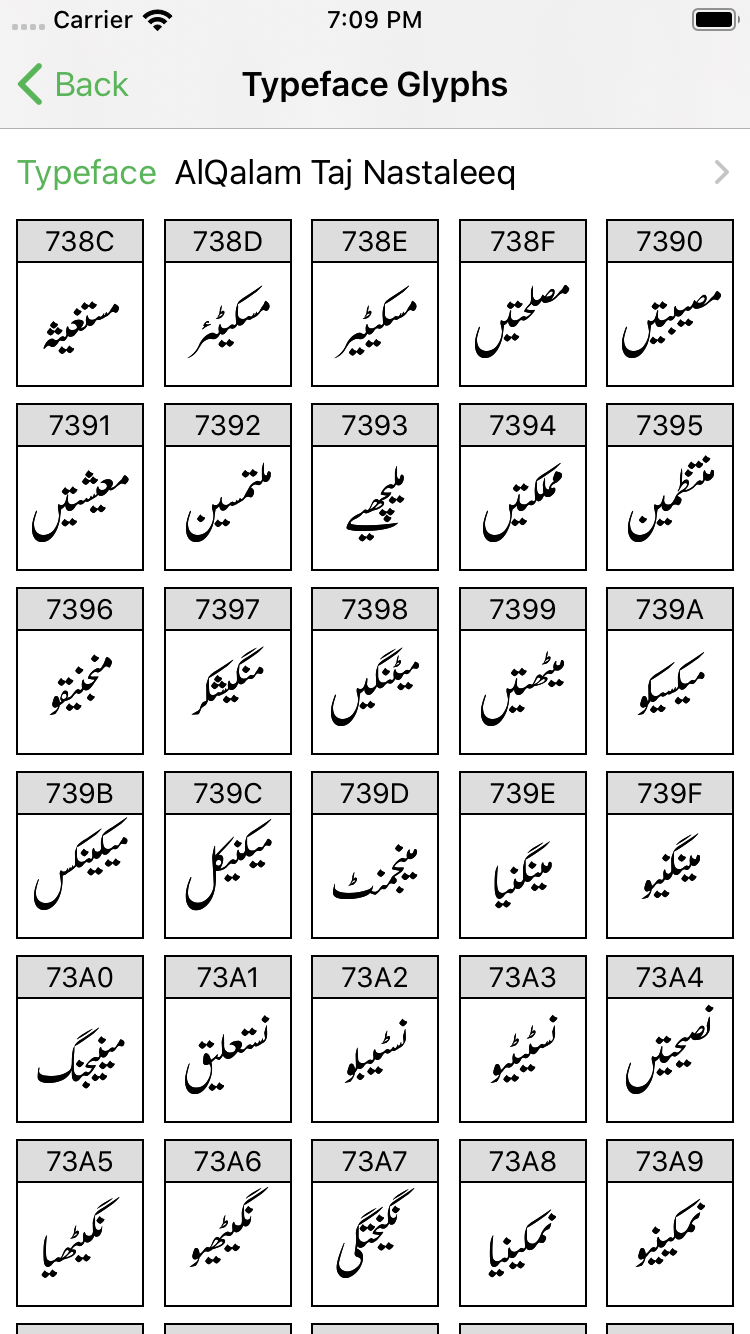 Carrier 7:09 PM
Back Typeface Glyphs
Typeface AlQalam Taj Nastaleeq
738C 738D 738E 738F 7390
مستغیثہ مسکیٹئر مسکیٹیر مصلحتیں مصیبتیں
7391 7392 7393 7394 7395
معیشتیں ملتمسین ملیچھیے مملکتیں منتظمین
7396 7397 7398 7399 739A
منجنیقو منگیشکر میٹنگیں میٹھتیں میکسیکو
739B 739C 739D 739E 739F
میکینکس میکنیکل مینجمنٹ مینگنیا مینگنیو
73A0 73A1 73A2 73A3 73A4
مینیجنگ نستعلیق نسٹیبلو نسٹیٹیو نصیحتیں
73A5 73A6 73A7 73A8 73A9
نگیٹھیا نگیٹھیو نگیختگی نمکینیا نمکینیو